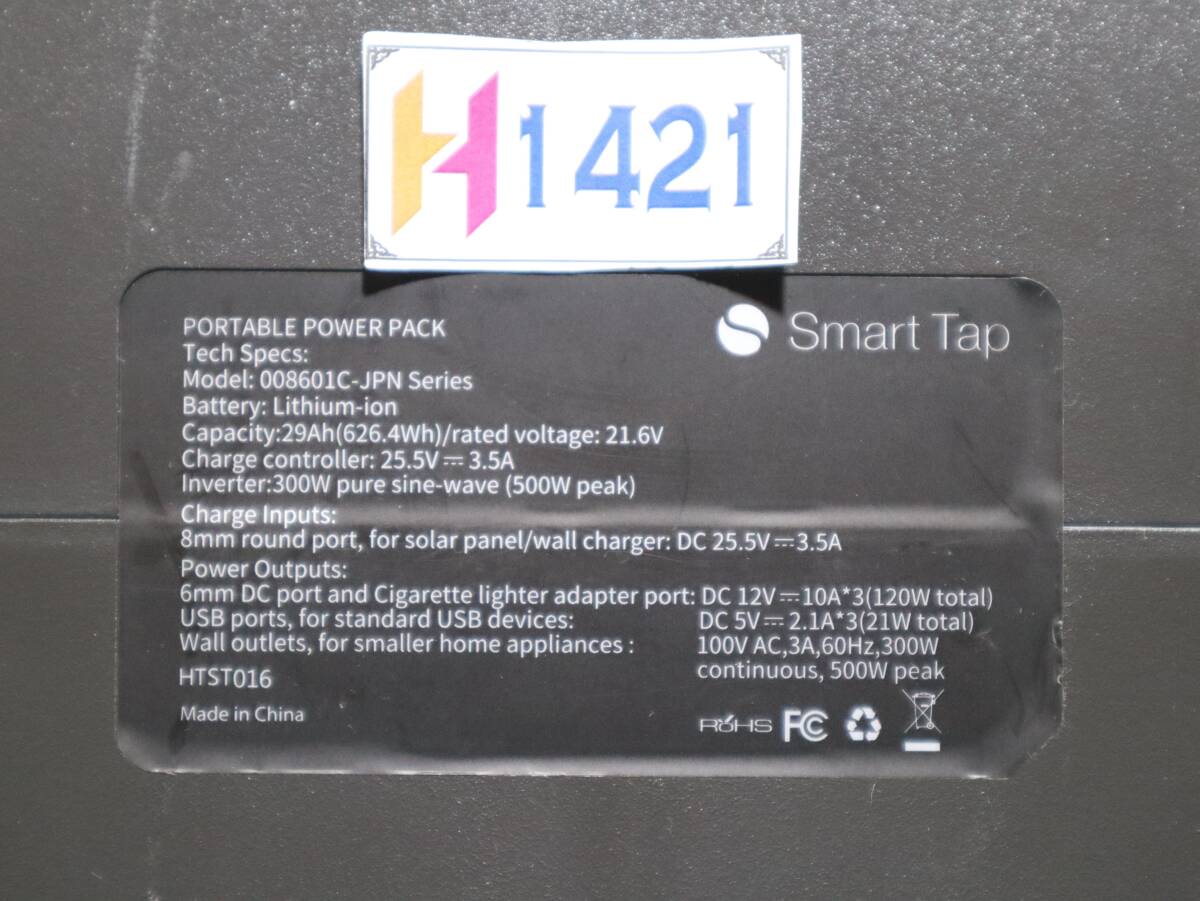 H1421
Smart Tap
PORTABLE POWER PACK
Tech Specs:
Model: 008601C-JPN Series
Battery: Lithium-ion
Capacity:29Ah(626.4Wh)/rated voltage: 21.6V
Charge controller: 25.5V⎓3.5A
Inverter:300W pure sine-wave (500W peak)
Charge Inputs:
8mm round port, for solar panel/wall charger: DC 25.5V⎓3.5A
Power Outputs:
6mm DC port and Cigarette lighter adapter port: DC 12V⎓10A*3(120W total)
USB ports, for standard USB devices: DC 5V⎓2.1A*3(21W total)
Wall outlets, for smaller home appliances : 100V AC,3A,60Hz,300W
continuous, 500W peak
HTST016
Made in China
RoHS FC